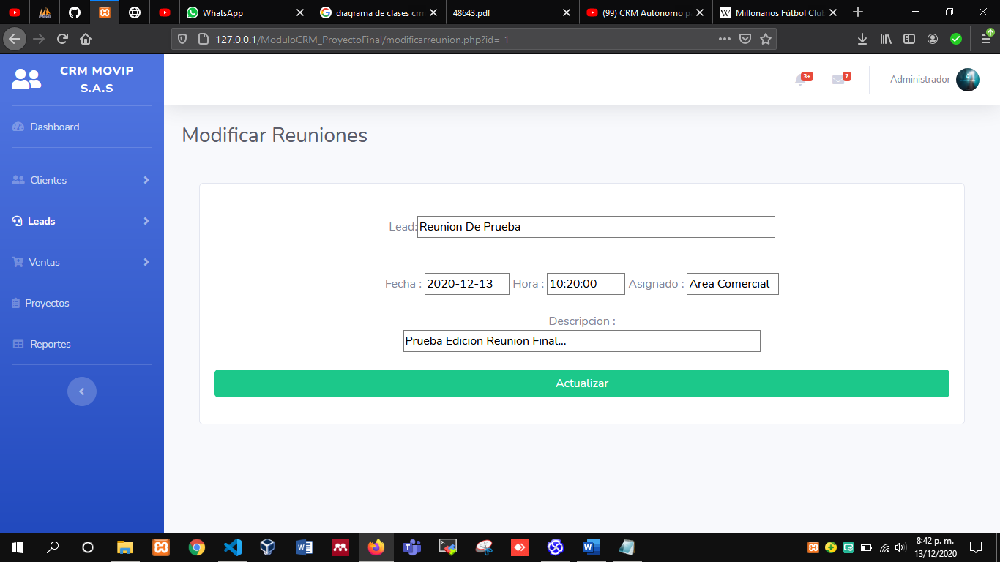 WhatsApp
diagrama de clases crm
48643.pdf
(99) CRM Autónomo p
Millonarios Fútbol Club
127.0.0.1/ModuloCRM_ProyectoFinal/modificarreunion.php?id= 1
CRM MOVIP
S.A.S
3+
7
Administrador
Dashboard
Clientes
Leads
Ventas
Proyectos
Reportes
Modificar Reuniones
Lead: Reunion De Prueba
Fecha : 2020-12-13 Hora : 10:20:00 Asignado : Area Comercial
Descripcion :
Prueba Edicion Reunion Final...
Actualizar
8:42 p. m.
13/12/2020